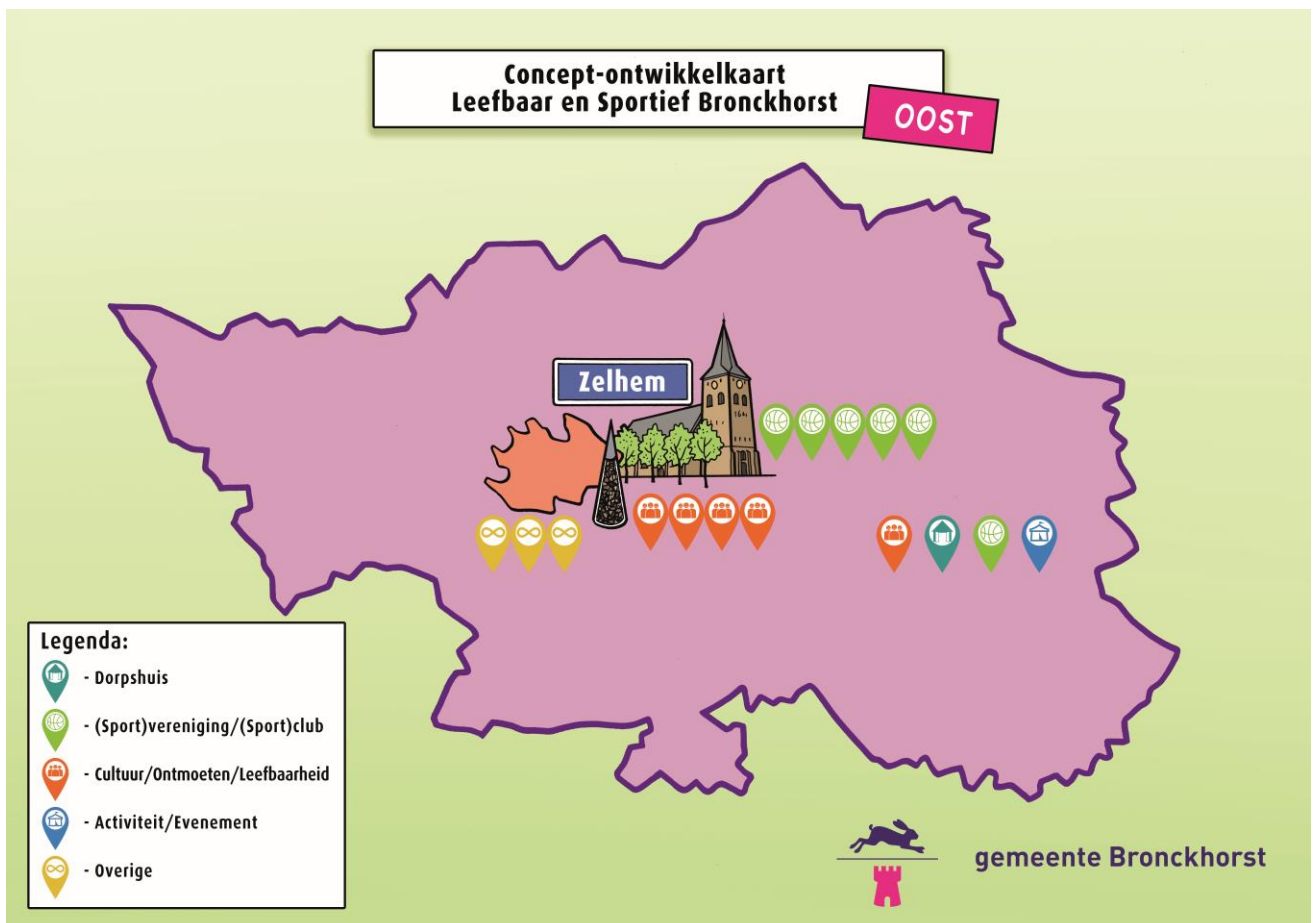 Concept-ontwikkelkaart
Leefbaar en Sportief Bronckhorst
OOST
Zelhem
Legenda:
- Dorpshuis
- (Sport)vereniging/(Sport)club
- Cultuur/Ontmoeten/Leefbaarheid
- Activiteit/Evenement
- Overige
gemeente Bronckhorst